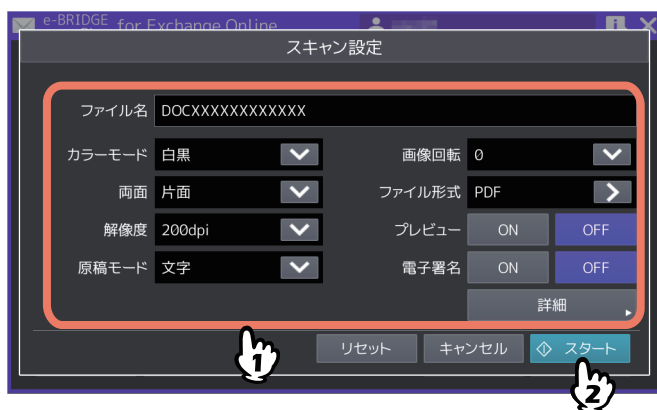 e-BRIDGE for Exchange Online
スキャン設定
ファイル名 DOCXXXXXXXXXXXX
カラーモード 白黒 画像回転 0
両面 片面 ファイル形式 PDF
解像度 200dpi プレビュー ON OFF
原稿モード 文字 電子署名 ON OFF
詳細
リセット キャンセル スタート
1
2